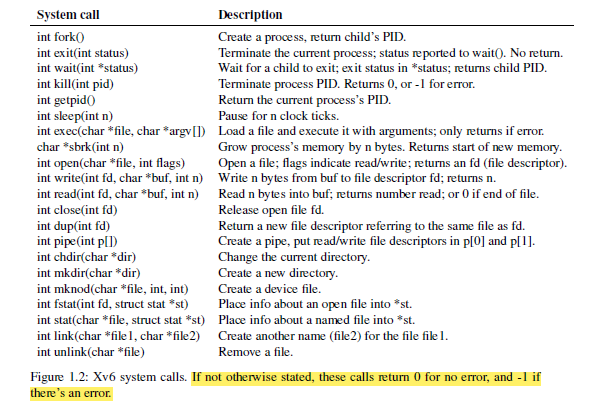 System call Description
int fork() Create a process, return child's PID.
int exit(int status) Terminate the current process; status reported to wait(). No return.
int wait(int *status) Wait for a child to exit; exit status in *status; returns child PID.
int kill(int pid) Terminate process PID. Returns 0, or -1 for error.
int getpid() Return the current process's PID.
int sleep(int n) Pause for n clock ticks.
int exec(char *file, char *argv[]) Load a file and execute it with arguments; only returns if error.
char *sbrk(int n) Grow process's memory by n bytes. Returns start of new memory.
int open(char *file, int flags) Open a file; flags indicate read/write; returns an fd (file descriptor).
int write(int fd, char *buf, int n) Write n bytes from buf to file descriptor fd; returns n.
int read(int fd, char *buf, int n) Read n bytes into buf; returns number read; or 0 if end of file.
int close(int fd) Release open file fd.
int dup(int fd) Return a new file descriptor referring to the same file as fd.
int pipe(int p[]) Create a pipe, put read/write file descriptors in p[0] and p[1].
int chdir(char *dir) Change the current directory.
int mkdir(char *dir) Create a new directory.
int mknod(char *file, int, int) Create a device file.
int fstat(int fd, struct stat *st) Place info about an open file into *st.
int stat(char *file, struct stat *st) Place info about a named file into *st.
int link(char *file1, char *file2) Create another name (file2) for the file file1.
int unlink(char *file) Remove a file.
Figure 1.2: Xv6 system calls. If not otherwise stated, these calls return 0 for no error, and -1 if
there's an error.